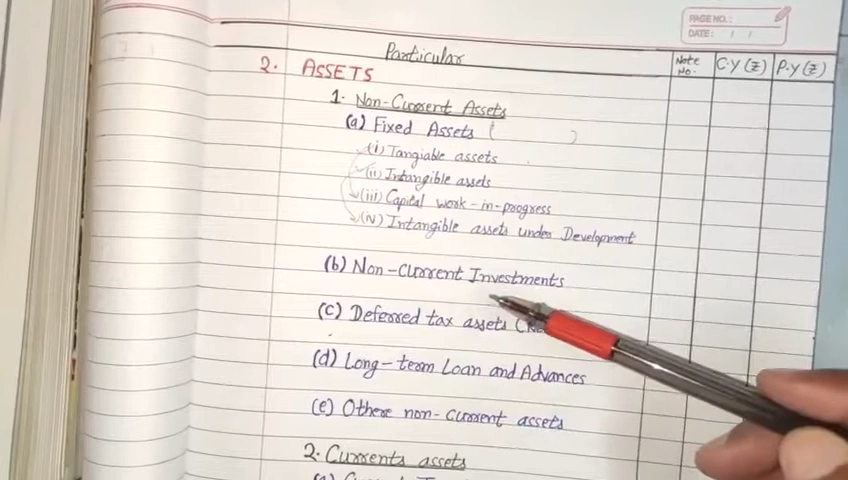 PAGE NO.:
DATE: / /
Particular
Note No.
C.Y (₹)
P.Y (₹)
2. ASSETS
1. Non-Current Assets
(a) Fixed Assets ( )
(i) Tangiable assets
(ii) Intangible assets
(iii) Capital work-in-progress
(iv) Intangible assets under Development
(b) Non-Current Investments
(c) Deferred tax assets
(d) Long-term Loan and Advances
(e) Othere non-current assets
2. Currents assets